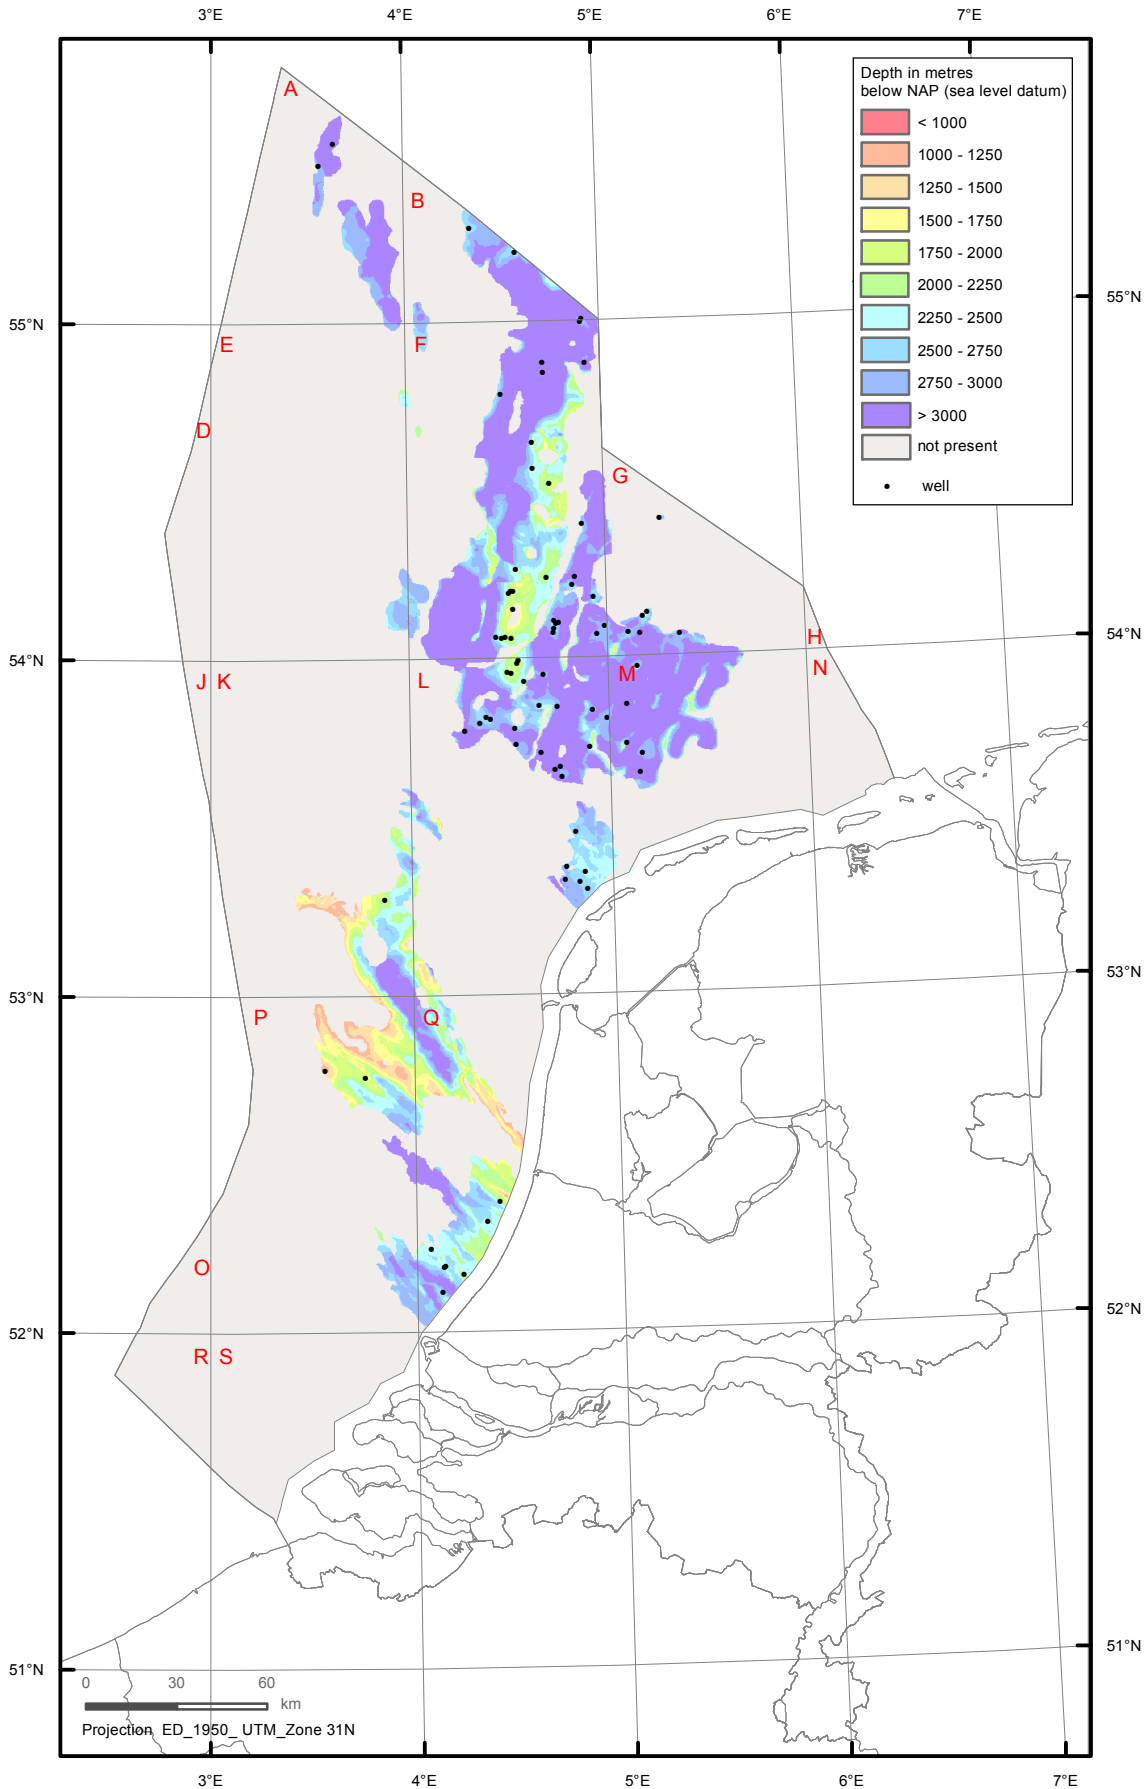 3°E 4°E 5°E 6°E 7°E
Depth in metres
below NAP (sea level datum)
< 1000
1000 - 1250
1250 - 1500
1500 - 1750
1750 - 2000
2000 - 2250
2250 - 2500
2500 - 2750
2750 - 3000
> 3000
not present
well
A
B
55°N 55°N
E F
D
G
54°N 54°N
H
J K L M N
53°N 53°N
P Q
O
52°N 52°N
R S
51°N 51°N
0 30 60
km
Projection ED_1950_ UTM_Zone 31N
3°E 4°E 5°E 6°E 7°E